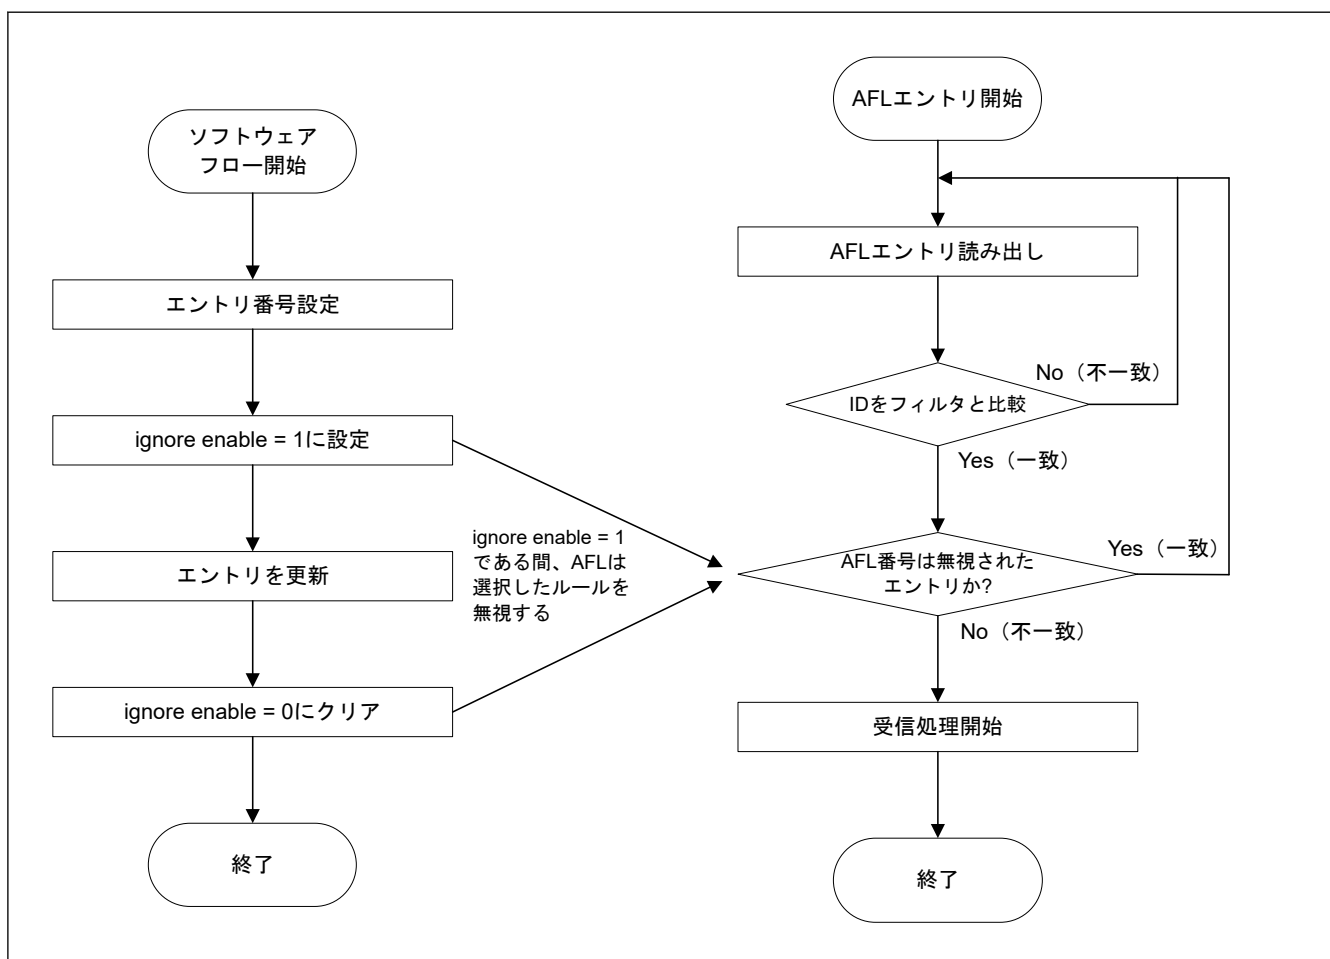 ソフトウェア
フロー開始
エントリ番号設定
ignore enable = 1に設定
エントリを更新
ignore enable = 0にクリア
終了
ignore enable = 1
である間、AFLは
選択したルールを
無視する
AFLエントリ開始
AFLエントリ読み出し
IDをフィルタと比較
No（不一致）
Yes（一致）
AFL番号は無視された
エントリか?
Yes（一致）
No（不一致）
受信処理開始
終了